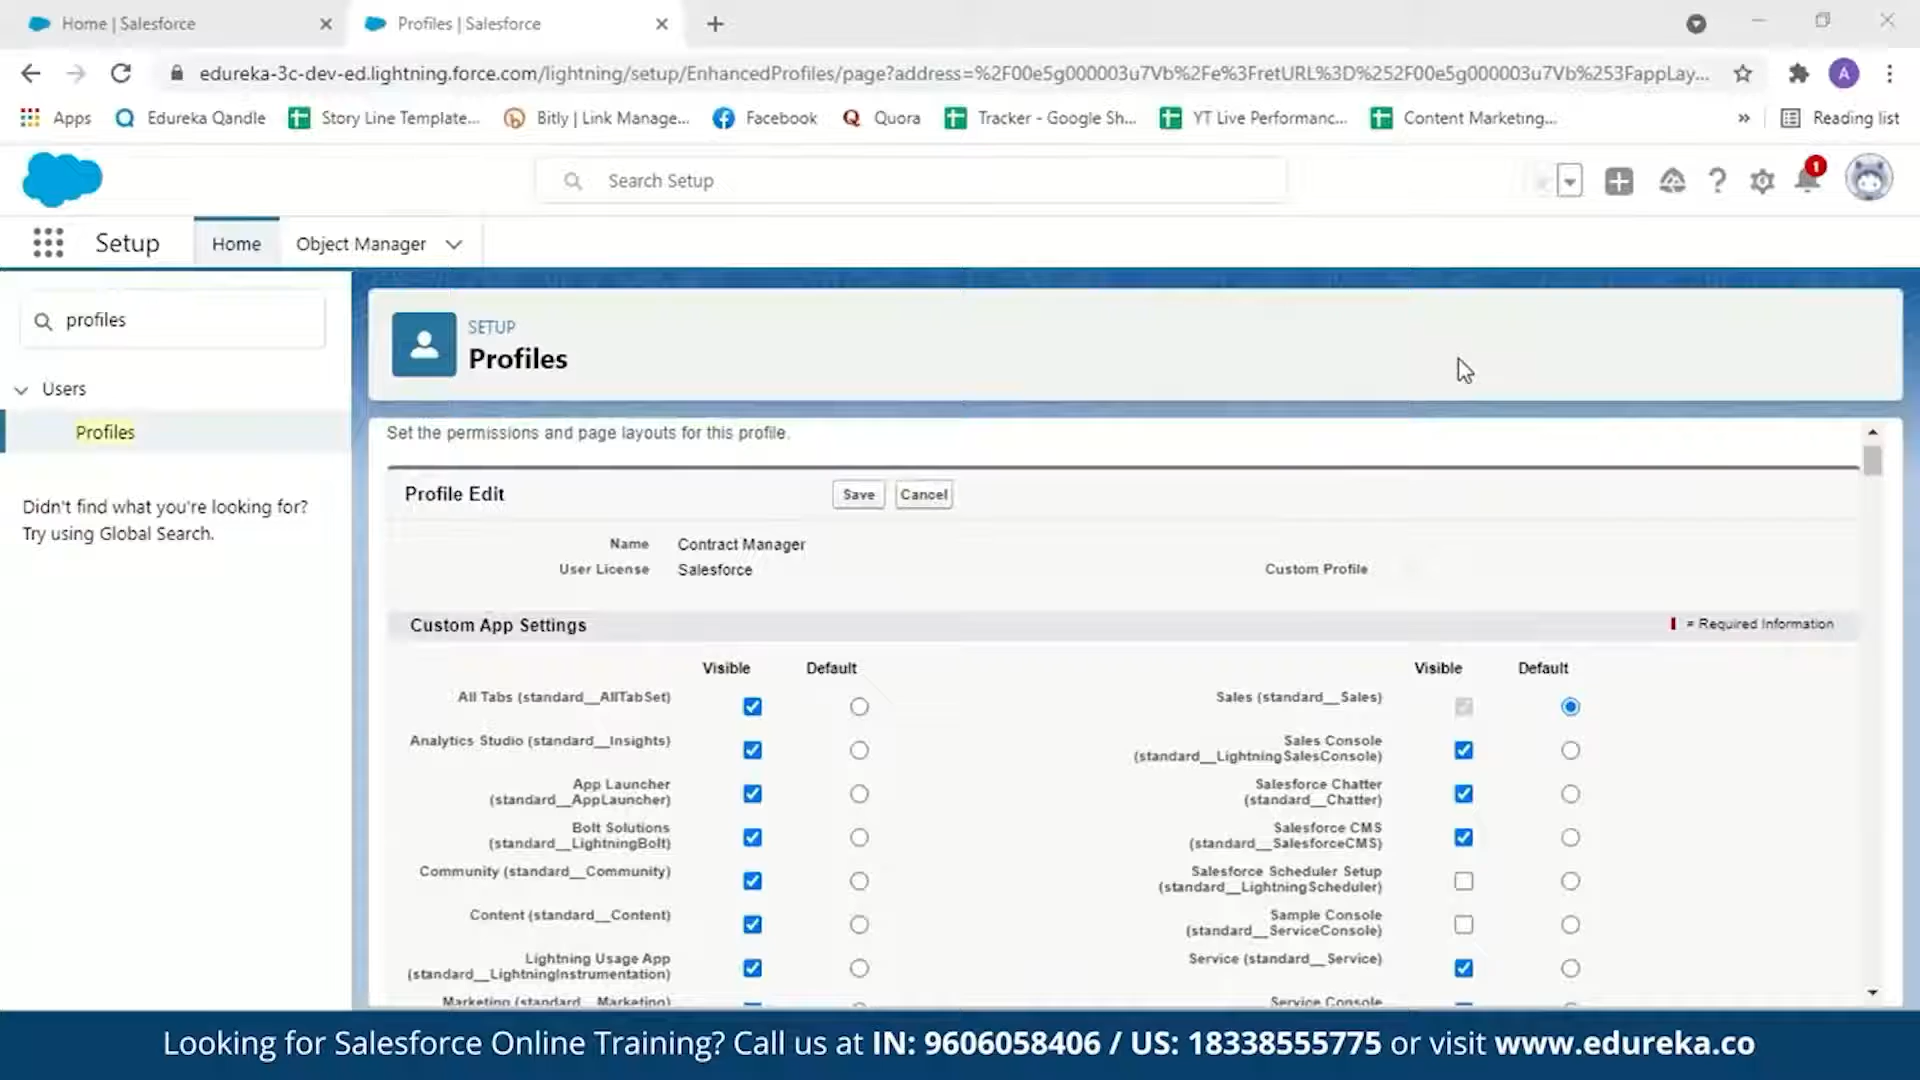 Home | Salesforce
Profiles | Salesforce
edureka-3c-dev-ed.lightning.force.com/lightning/setup/EnhancedProfiles/page?address=%2F00e5g000003u7Vb%2Fe%3FretURL%3D%252F00e5g000003u7Vb%253FappLay...
A
Apps
Edureka Qandle
Story Line Template...
Bitly | Link Manage...
Facebook
Quora
Tracker - Google Sh...
YT Live Performanc...
Content Marketing...
»
Reading list
Search Setup
1
Setup
Home
Object Manager
profiles
Users
Profiles
Didn't find what you're looking for?
Try using Global Search.
SETUP
Profiles
Set the permissions and page layouts for this profile.
Profile Edit
Save
Cancel
Name Contract Manager
User License Salesforce
Custom Profile
Custom App Settings
= Required Information
Visible Default
Visible Default
All Tabs (standard__AllTabSet)
Sales (standard__Sales)
Analytics Studio (standard__Insights)
Sales Console
(standard__LightningSalesConsole)
App Launcher
(standard__AppLauncher)
Salesforce Chatter
(standard__Chatter)
Bolt Solutions
(standard__LightningBolt)
Salesforce CMS
(standard__SalesforceCMS)
Community (standard__Community)
Salesforce Scheduler Setup
(standard__LightningScheduler)
Content (standard__Content)
Sample Console
(standard__ServiceConsole)
Lightning Usage App
(standard__LightningInstrumentation)
Service (standard__Service)
Marketing (standard__Marketing)
Service Console
Looking for Salesforce Online Training? Call us at IN: 9606058406 / US: 18338555775 or visit www.edureka.co